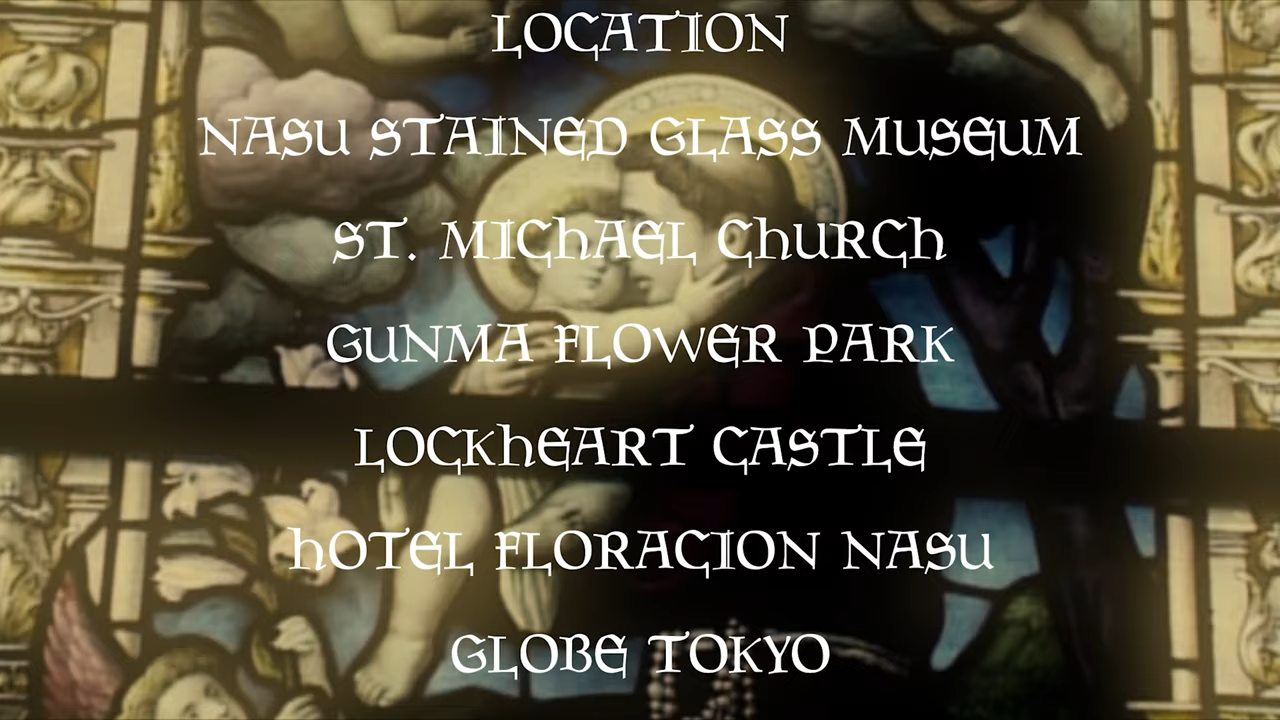 LOCATION
NASU STAINED GLASS MUSEUM
ST. MICHAEL CHURCH
GUNMA FLOWER PARK
LOCKHEART CASTLE
HOTEL FLORACION NASU
GLOBE TOKYO